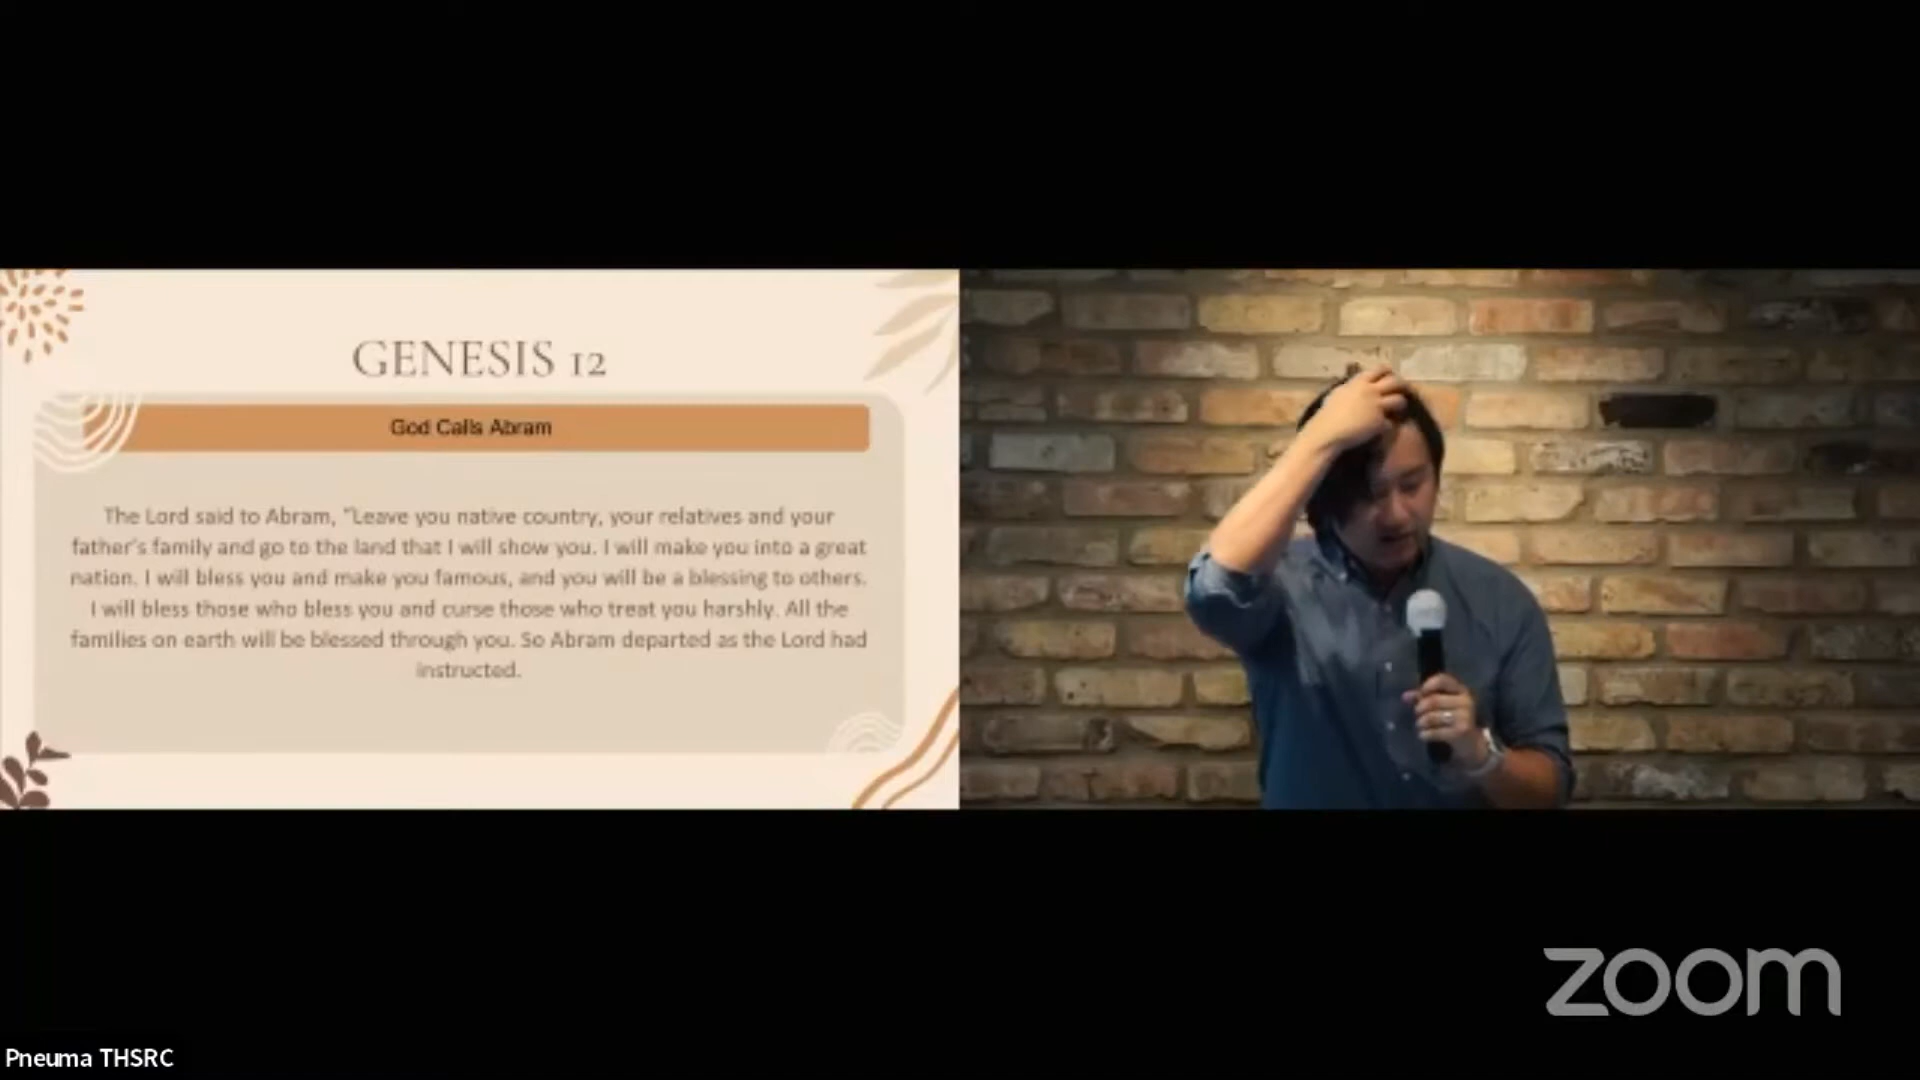 GENESIS 12
God Calls Abram
The Lord said to Abram, "Leave you native country, your relatives and your
father's family and go to the land that I will show you. I will make you into a great
nation. I will bless you and make you famous, and you will be a blessing to others.
I will bless those who bless you and curse those who treat you harshly. All the
families on earth will be blessed through you. So Abram departed as the Lord had
instructed.
zoom
Pneuma THSRC